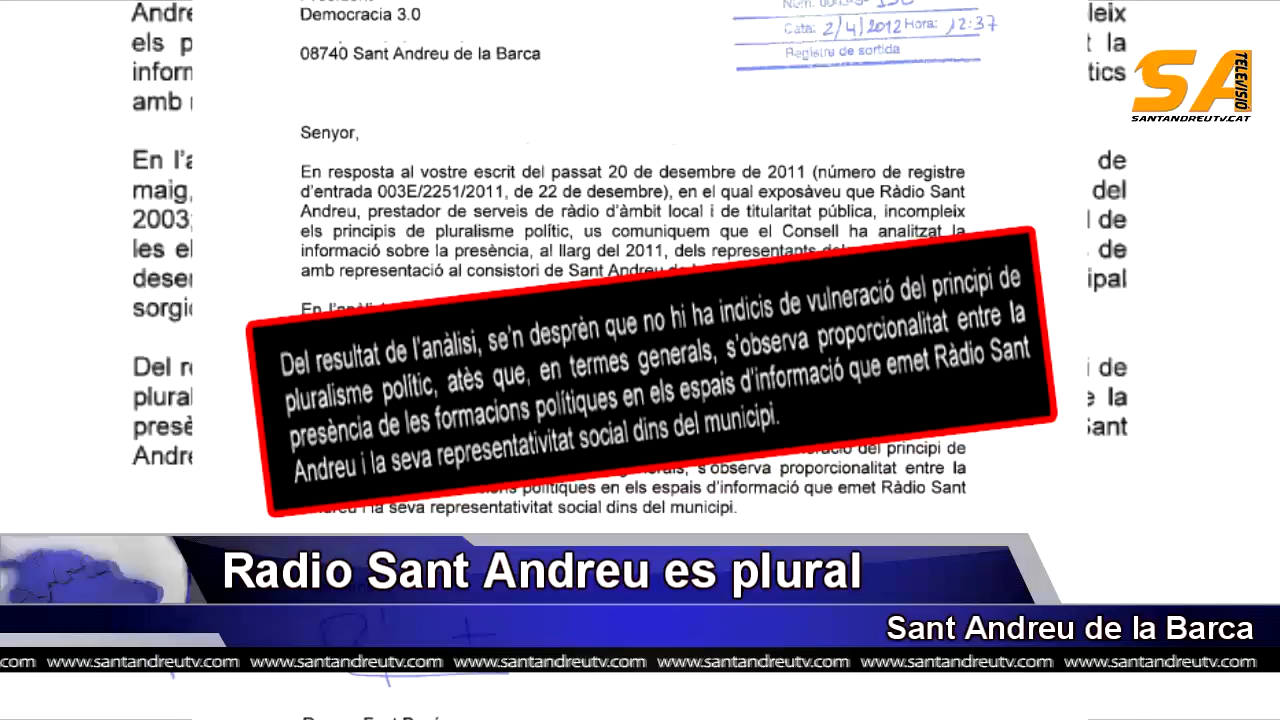 Democracia 3.0
08740 Sant Andreu de la Barca
Data: 2/4/2012 Hora: 12:37
Registre de sortida
SA
TELEVISIÓ
SANTANDREUTV.CAT
Senyor,
En resposta al vostre escrit del passat 20 de desembre de 2011 (número de registre
d'entrada 003E/2251/2011, de 22 de desembre), en el qual exposàveu que Ràdio Sant
Andreu, prestador de serveis de ràdio d'àmbit local i de titularitat pública, incompleix
els principis de pluralisme polític, us comuniquem que el Consell ha analitzat la
informació sobre la presència, al llarg del 2011, dels representants
amb representació al consistori de Sant Andreu
Del resultat de l'anàlisi, se'n desprèn que no hi ha indicis de vulneració del principi de
pluralisme polític, atès que, en termes generals, s'observa proporcionalitat entre la
presència de les formacions polítiques en els espais d'informació que emet Ràdio Sant
Andreu i la seva representativitat social dins del municipi.
del principi de
s'observa proporcionalitat entre la
polítiques en els espais d'informació que emet Ràdio Sant
i la seva representativitat social dins del municipi.
Radio Sant Andreu es plural
Sant Andreu de la Barca
.com www.santandreutv.com www.santandreutv.com www.santandreutv.com www.santandreutv.com www.santandreutv.com www.santandreutv.com